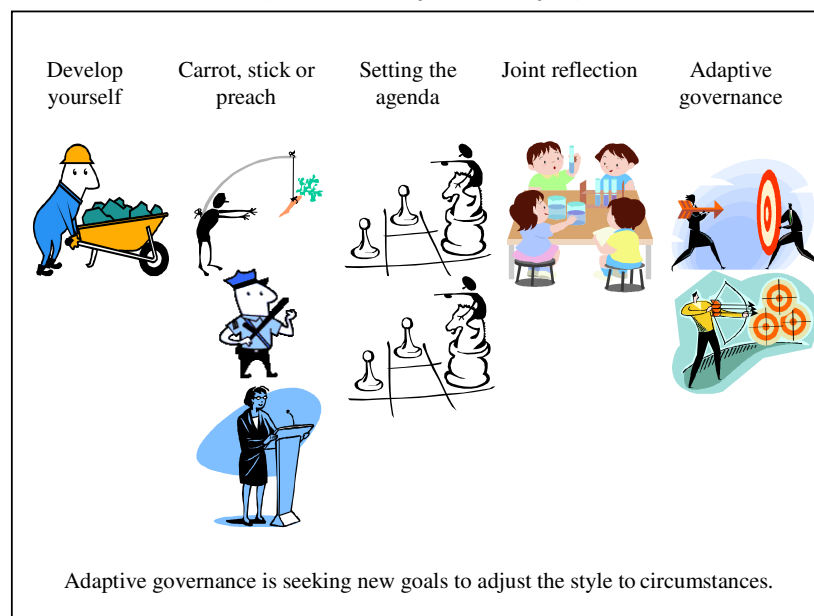 Develop
yourself
Carrot, stick or
preach
Setting the
agenda
Joint reflection
Adaptive
governance
Adaptive governance is seeking new goals to adjust the style to circumstances.